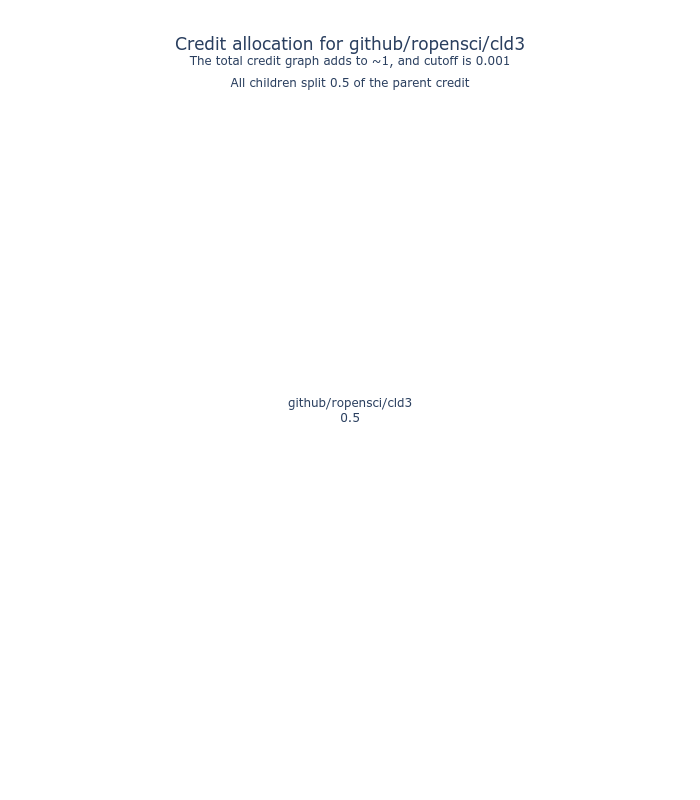 Credit allocation for github/ropensci/cld3
The total credit graph adds to ~1, and cutoff is 0.001
All children split 0.5 of the parent credit
github/ropensci/cld3
0.5